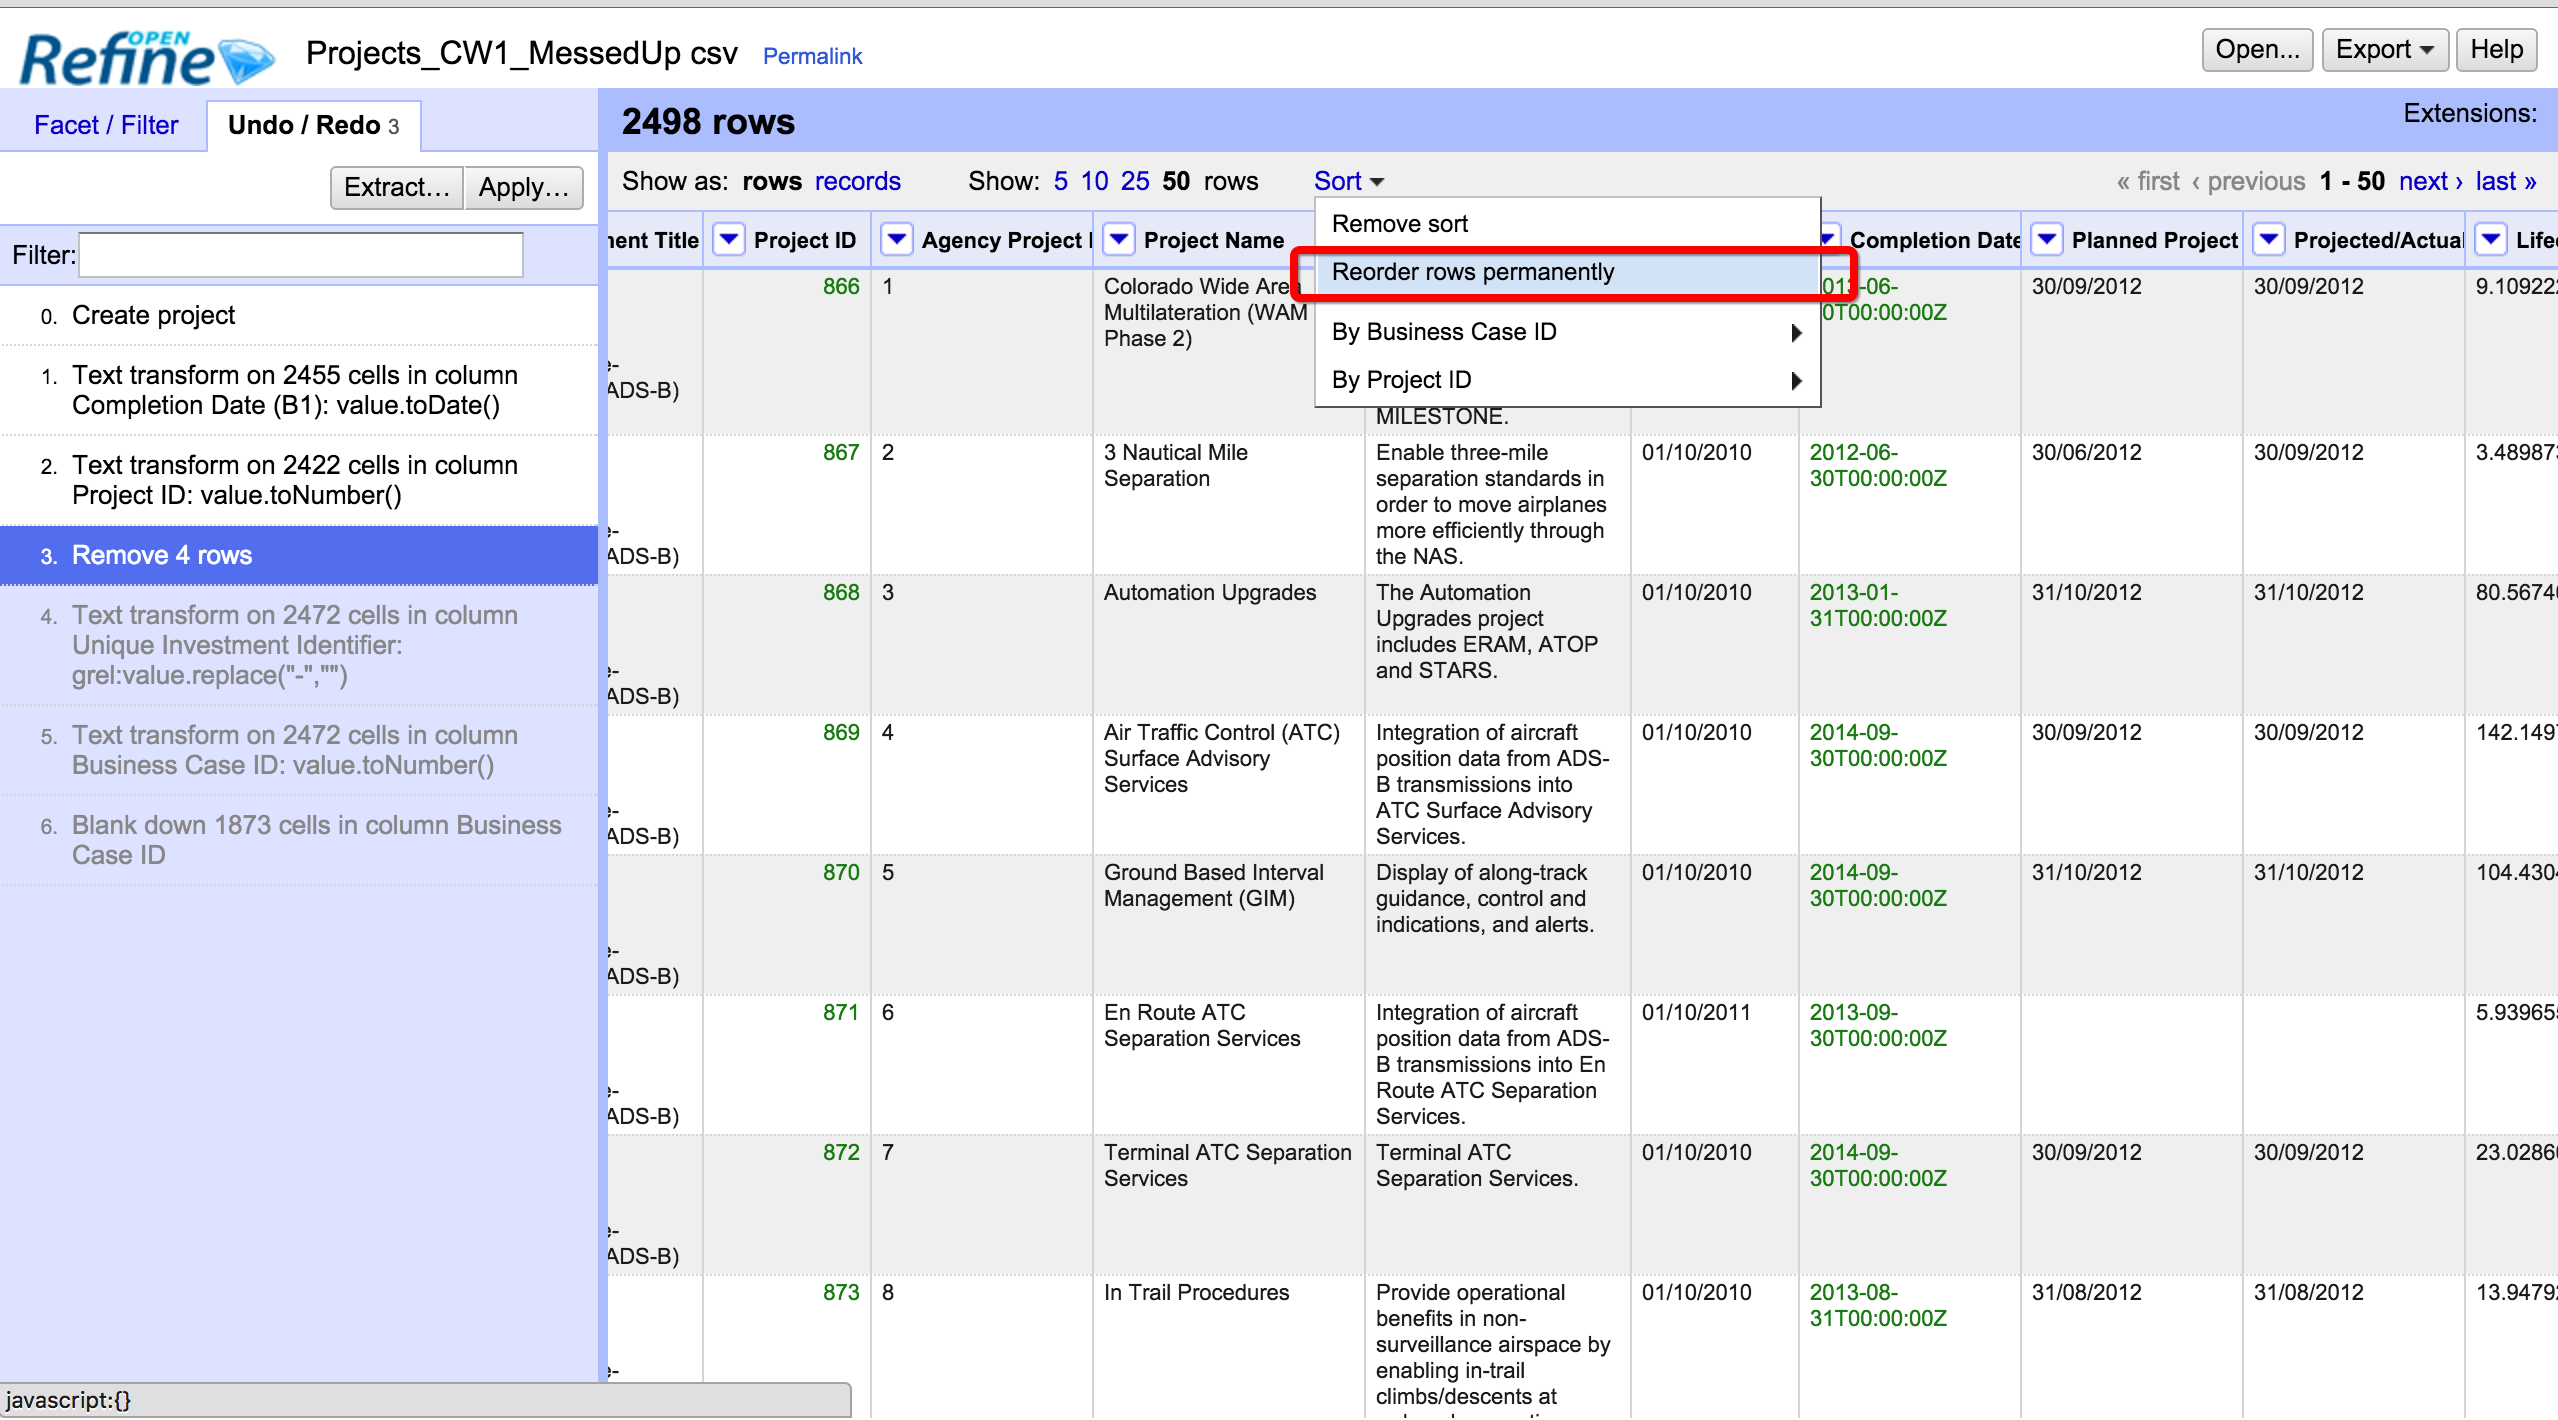 OPEN
Refine
Projects_CW1_MessedUp csv Permalink
Open... Export Help
Facet / Filter Undo / Redo 3
2498 rows
Extensions:
Extract... Apply...
Show as: rows records Show: 5 10 25 50 rows Sort
« first ‹ previous 1 - 50 next › last »
Filter:
0. Create project
1. Text transform on 2455 cells in column
Completion Date (B1): value.toDate()
2. Text transform on 2422 cells in column
Project ID: value.toNumber()
3. Remove 4 rows
4. Text transform on 2472 cells in column
Unique Investment Identifier:
grel:value.replace("-","")
5. Text transform on 2472 cells in column
Business Case ID: value.toNumber()
6. Blank down 1873 cells in column Business
Case ID
Remove sort
Reorder rows permanently
By Business Case ID
By Project ID
Title Project ID Agency Project Project Name Completion Date Planned Project Projected/Actual
866 1 Colorado Wide Area
Multilateration (WAM
Phase 2)
MILESTONE.
2013-06-
30T00:00:00Z
30/09/2012 30/09/2012 9.109222
ADS-B)
867 2 3 Nautical Mile
Separation
Enable three-mile
separation standards in
order to move airplanes
more efficiently through
the NAS.
01/10/2010 2012-06-
30T00:00:00Z
30/06/2012 30/09/2012 3.489873
ADS-B)
868 3 Automation Upgrades
The Automation
Upgrades project
includes ERAM, ATOP
and STARS.
01/10/2010 2013-01-
31T00:00:00Z
31/10/2012 31/10/2012 80.56740
ADS-B)
869 4 Air Traffic Control (ATC)
Surface Advisory
Services
Integration of aircraft
position data from ADS-
B transmissions into
ATC Surface Advisory
Services.
01/10/2010 2014-09-
30T00:00:00Z
30/09/2012 30/09/2012 142.1497
ADS-B)
870 5 Ground Based Interval
Management (GIM)
Display of along-track
guidance, control and
indications, and alerts.
01/10/2010 2014-09-
30T00:00:00Z
31/10/2012 31/10/2012 104.4304
ADS-B)
871 6 En Route ATC
Separation Services
Integration of aircraft
position data from ADS-
B transmissions into En
Route ATC Separation
Services.
01/10/2011 2013-09-
30T00:00:00Z
5.939655
ADS-B)
872 7 Terminal ATC Separation
Services
Terminal ATC
Separation Services.
01/10/2010 2014-09-
30T00:00:00Z
30/09/2012 30/09/2012 23.02860
ADS-B)
873 8 In Trail Procedures
Provide operational
benefits in non-
surveillance airspace by
enabling in-trail
climbs/descents at
01/10/2010 2013-08-
31T00:00:00Z
31/08/2012 31/08/2012 13.9479
javascript:{}